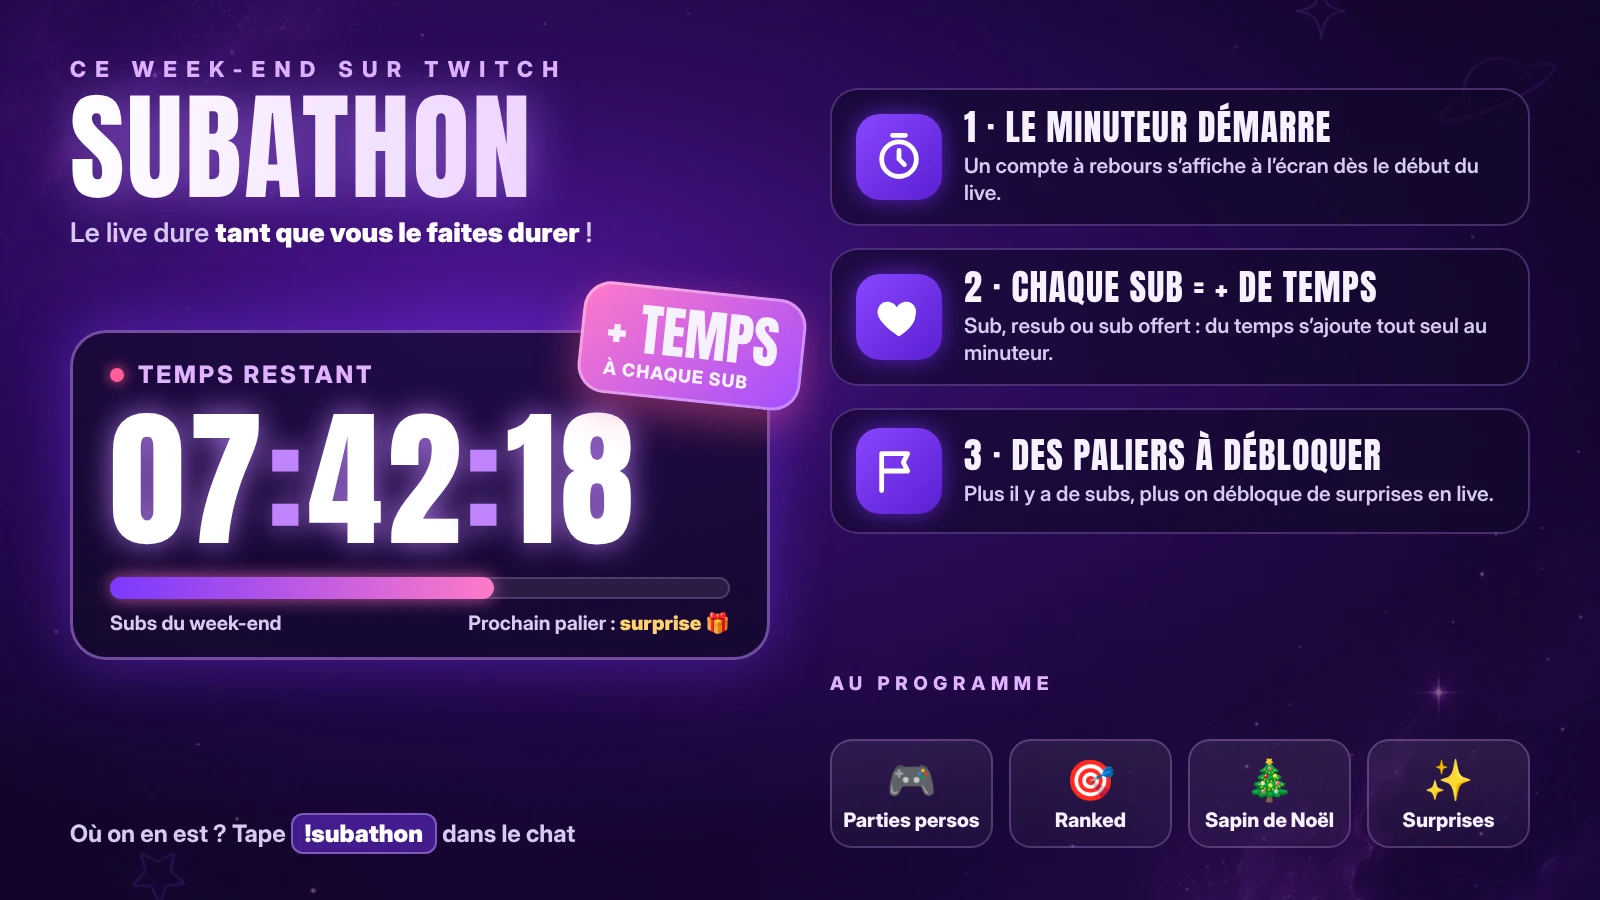 CE WEEK-END SUR TWITCH
SUBATHON
Le live dure tant que vous le faites durer !
+ TEMPS
À CHAQUE SUB
TEMPS RESTANT
07:42:18
Subs du week-end
Prochain palier : surprise 🎁
Où on en est ? Tape !subathon dans le chat
1 · LE MINUTEUR DÉMARRE
Un compte à rebours s’affiche à l’écran dès le début du
live.
2 · CHAQUE SUB = + DE TEMPS
Sub, resub ou sub offert : du temps s’ajoute tout seul au
minuteur.
3 · DES PALIERS À DÉBLOQUER
Plus il y a de subs, plus on débloque de surprises en live.
AU PROGRAMME
Parties persos
Ranked
Sapin de Noël
Surprises